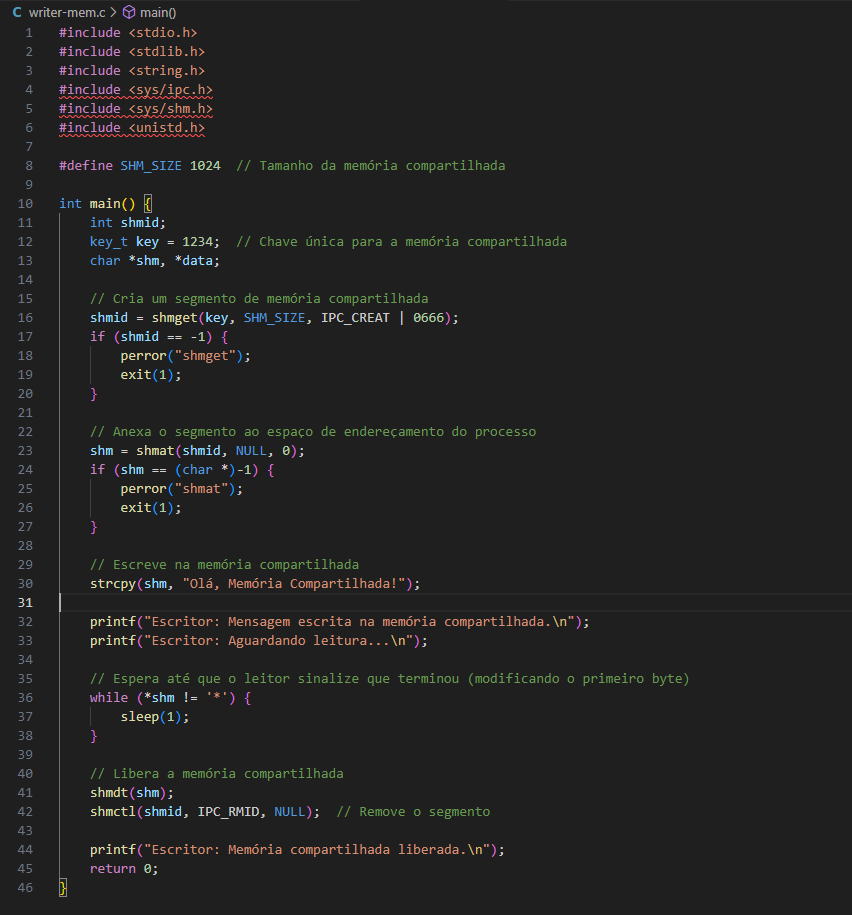 C writer-mem.c > main()
1 #include <stdio.h>
2 #include <stdlib.h>
3 #include <string.h>
4 #include <sys/ipc.h>
5 #include <sys/shm.h>
6 #include <unistd.h>
7
8 #define SHM_SIZE 1024  // Tamanho da memória compartilhada
9
10 int main() {
11     int shmid;
12     key_t key = 1234;  // Chave única para a memória compartilhada
13     char *shm, *data;
14
15     // Cria um segmento de memória compartilhada
16     shmid = shmget(key, SHM_SIZE, IPC_CREAT | 0666);
17     if (shmid == -1) {
18         perror("shmget");
19         exit(1);
20     }
21
22     // Anexa o segmento ao espaço de endereçamento do processo
23     shm = shmat(shmid, NULL, 0);
24     if (shm == (char *)-1) {
25         perror("shmat");
26         exit(1);
27     }
28
29     // Escreve na memória compartilhada
30     strcpy(shm, "Olá, Memória Compartilhada!");
31
32     printf("Escritor: Mensagem escrita na memória compartilhada.\n");
33     printf("Escritor: Aguardando leitura...\n");
34
35     // Espera até que o leitor sinalize que terminou (modificando o primeiro byte)
36     while (*shm != '*') {
37         sleep(1);
38     }
39
40     // Libera a memória compartilhada
41     shmdt(shm);
42     shmctl(shmid, IPC_RMID, NULL);  // Remove o segmento
43
44     printf("Escritor: Memória compartilhada liberada.\n");
45     return 0;
46 }